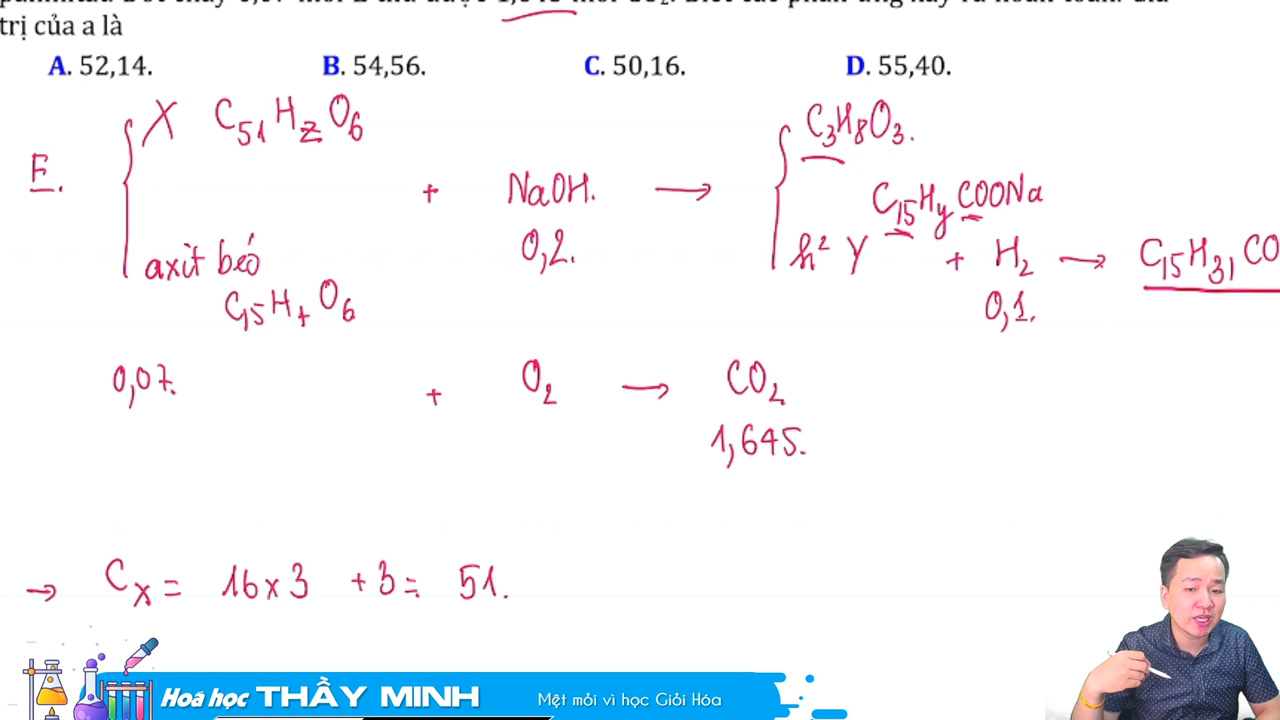 trị của a là
A. 52,14. B. 54,56. C. 50,16. D. 55,40.
X C51HzO6
C3H8O3.
E.
+ NaOH. →
C15HyCOONa
axit béo 0,2. h² Y + H2 → C15H31CO
C15HtO6
0,1.
0,07. + O2 → CO2
1,645.
→ CX = 16x3 + 3 = 51.
Hoá học THẦY MINH Mệt mỏi vì học Giỏi Hóa